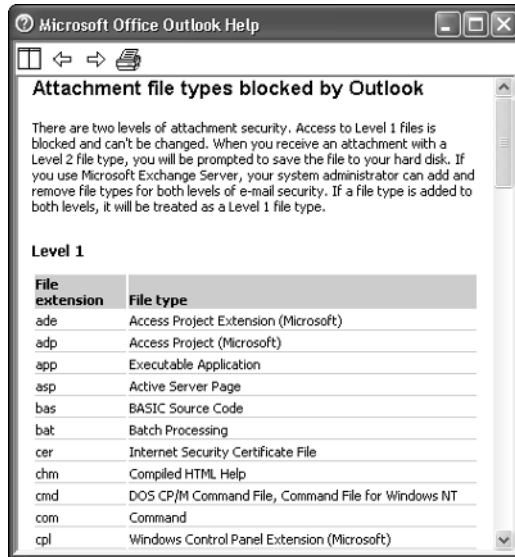 Microsoft Office Outlook Help
Attachment file types blocked by Outlook
There are two levels of attachment security. Access to Level 1 files is
blocked and can't be changed. When you receive an attachment with a
Level 2 file type, you will be prompted to save the file to your hard disk. If
you use Microsoft Exchange Server, your system administrator can add and
remove file types for both levels of e-mail security. If a file type is added to
both levels, it will be treated as a Level 1 file type.
Level 1
File
extension File type
ade Access Project Extension (Microsoft)
adp Access Project (Microsoft)
app Executable Application
asp Active Server Page
bas BASIC Source Code
bat Batch Processing
cer Internet Security Certificate File
chm Compiled HTML Help
cmd DOS CP/M Command File, Command File for Windows NT
com Command
cpl Windows Control Panel Extension (Microsoft)